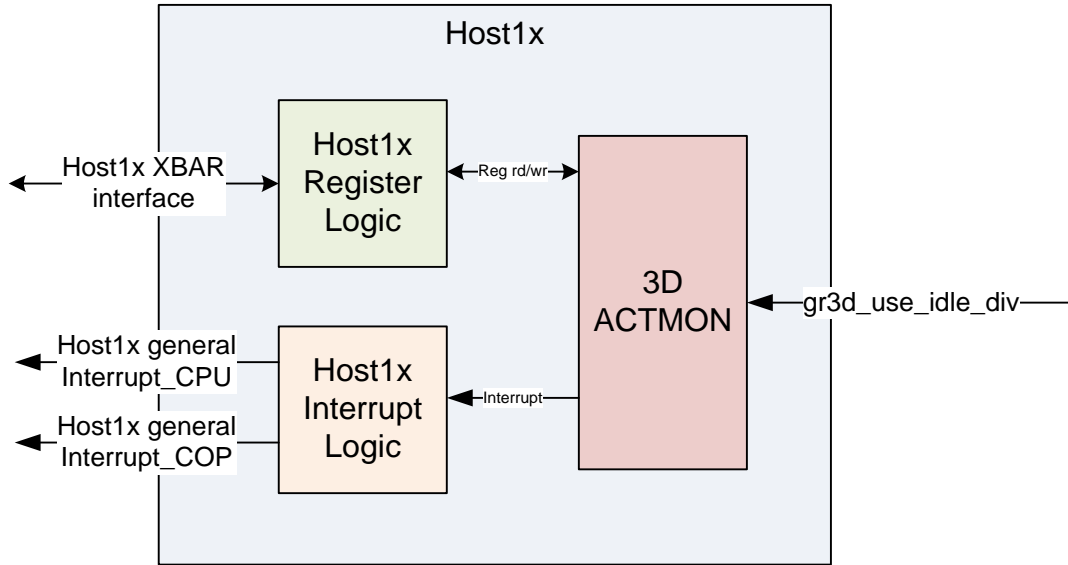 Host1x
Host1x XBAR
interface
Host1x
Register
Logic
Reg rd/wr
3D
ACTMON
gr3d_use_idle_div
Host1x general
Interrupt_CPU
Host1x general
Interrupt_COP
Host1x
Interrupt
Logic
Interrupt